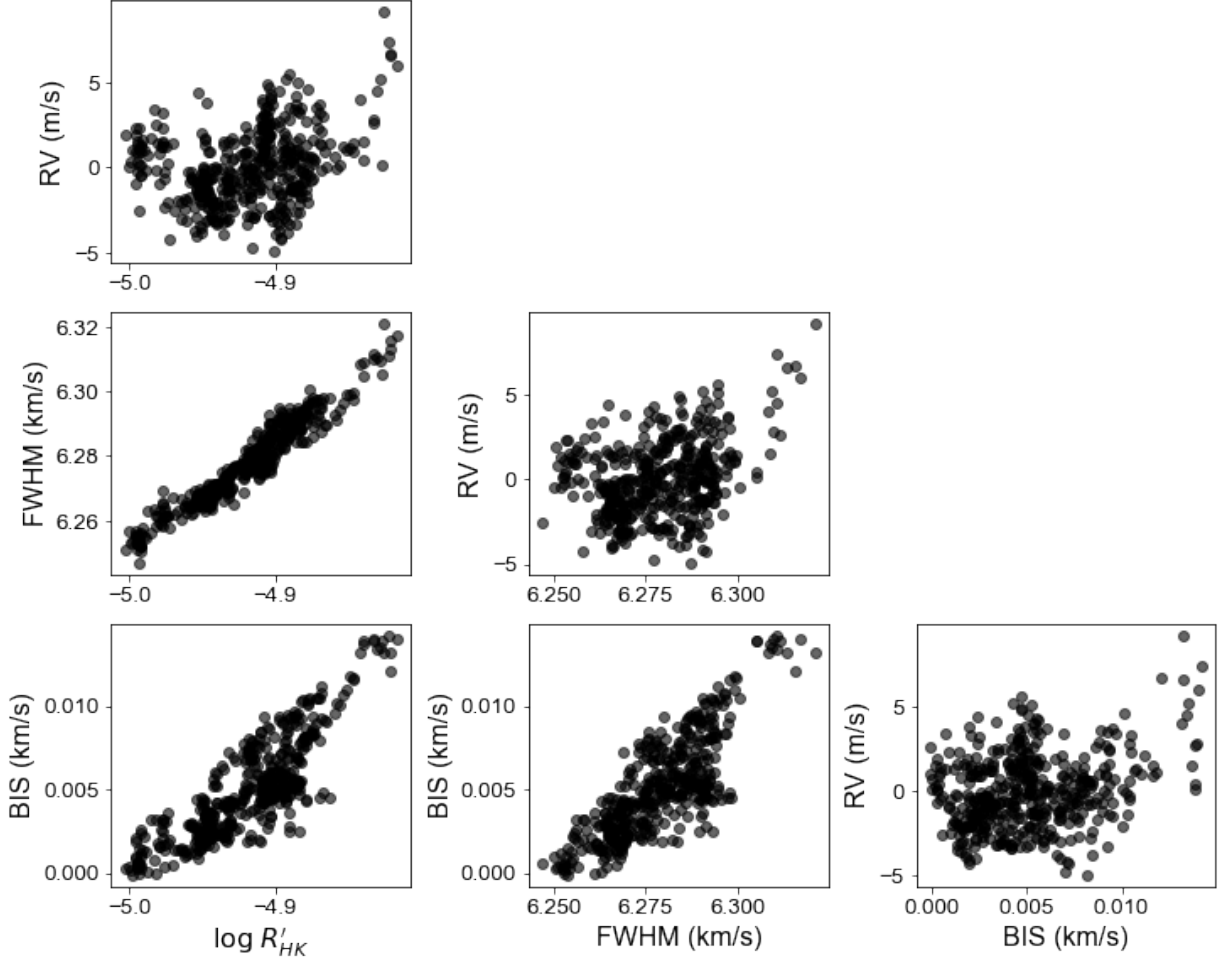 RV (m/s)
5
0
−5
−5.0 −4.9
FWHM (km/s)
6.32
6.30
6.28
6.26
−5.0 −4.9
RV (m/s)
5
0
−5
6.250 6.275 6.300
BIS (km/s)
0.010
0.005
0.000
−5.0 −4.9
log R′HK
BIS (km/s)
0.010
0.005
0.000
6.250 6.275 6.300
FWHM (km/s)
RV (m/s)
5
0
−5
0.000 0.005 0.010
BIS (km/s)